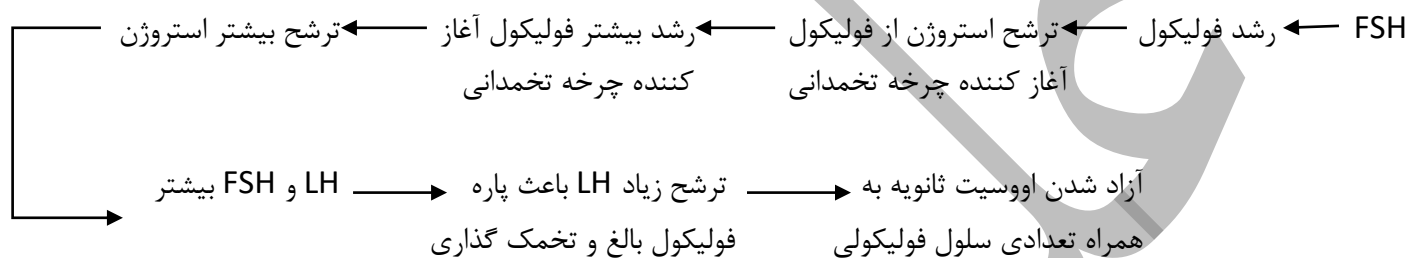 FSH رشد فولیکول ترشح استروژن از فولیکول رشد بیشتر فولیکول آغاز ترشح بیشتر استروژن
آغاز کننده چرخه تخمدانی کننده چرخه تخمدانی
LH و FSH بیشتر ترشح زیاد LH باعث پاره آزاد شدن اووسیت ثانویه به
فولیکول بالغ و تخمک گذاری همراه تعدادی سلول فولیکولی